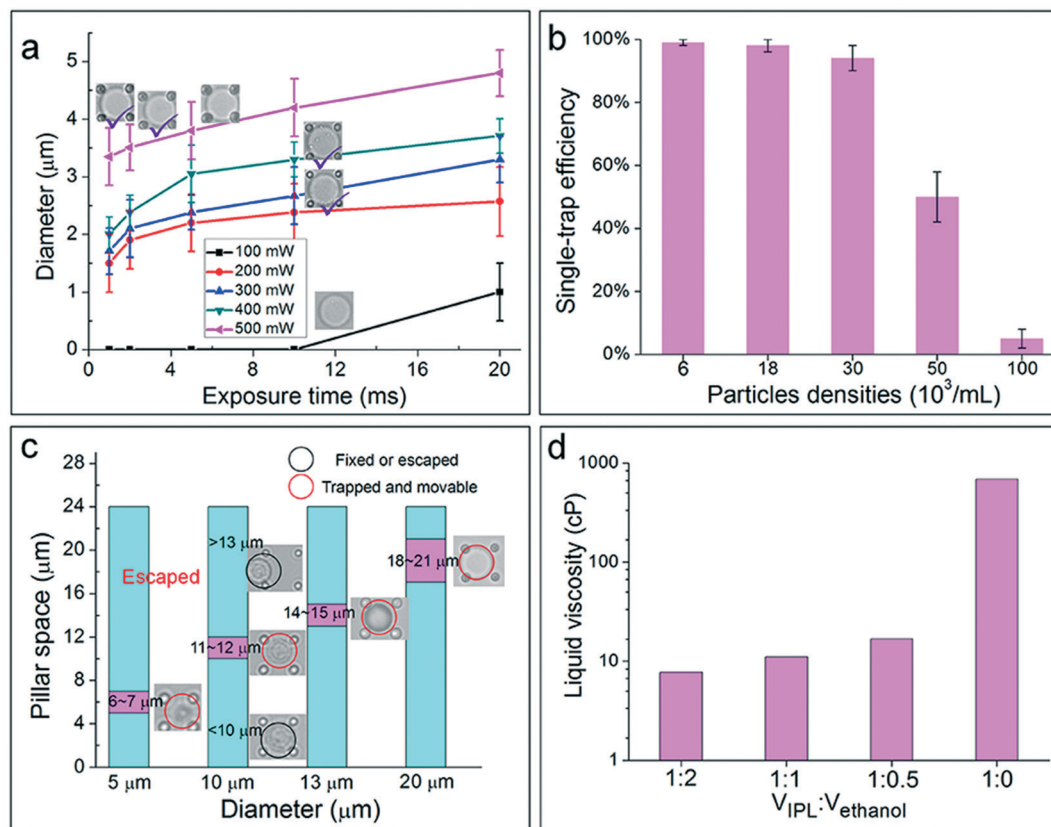 a
Diameter (μm)
5
4
3
2
1
0
100 mW
200 mW
300 mW
400 mW
500 mW
0 4 8 12 16 20
Exposure time (ms)
b
Single-trap efficiency
100%
80%
60%
40%
20%
0%
6 18 30 50 100
Particles densities (10³/mL)
c
Pillar space (μm)
28
24
20
16
12
8
4
0
Fixed or escaped
Trapped and movable
>13 μm
Escaped
18~21 μm
14~15 μm
11~12 μm
6~7 μm
<10 μm
5 μm 10 μm 13 μm 20 μm
Diameter (μm)
d
Liquid viscosity (cP)
1000
100
10
1
1:2 1:1 1:0.5 1:0
V_IPL:V_ethanol